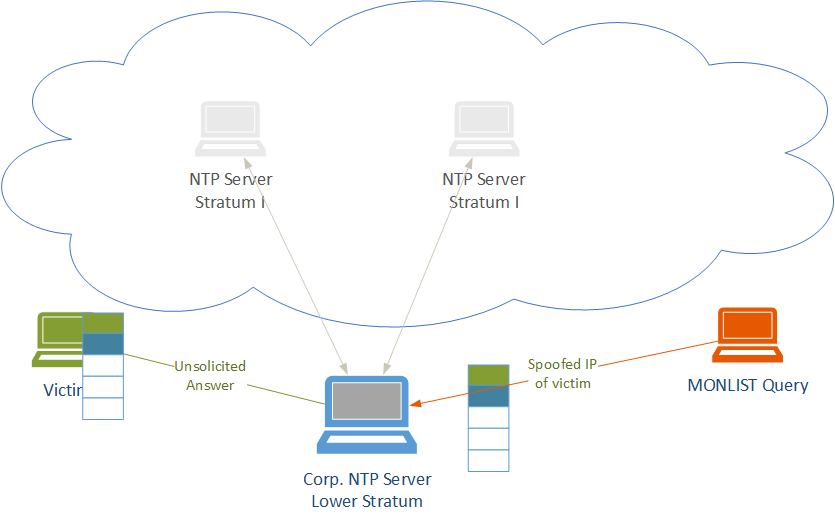 NTP Server
Stratum I
NTP Server
Stratum I
Unsolicited
Answer
Spoofed IP
of victim
Victim
MONLIST Query
Corp. NTP Server
Lower Stratum